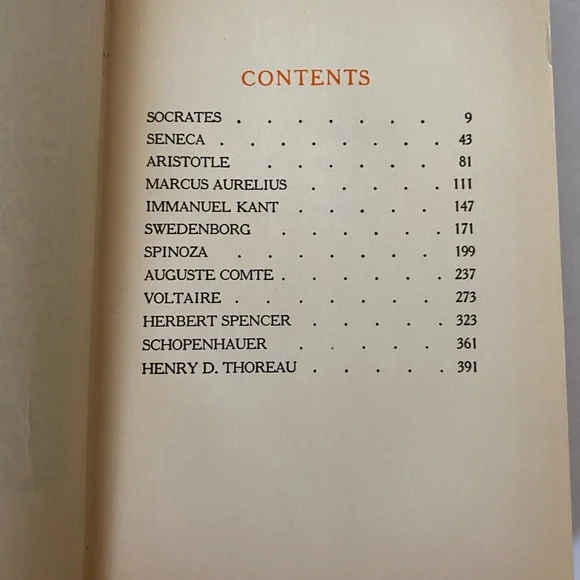 CONTENTS
SOCRATES . . . . . . . 9
SENECA . . . . . . . . 43
ARISTOTLE . . . . . . 81
MARCUS AURELIUS . . . . . 111
IMMANUEL KANT . . . . . 147
SWEDENBORG . . . . . . 171
SPINOZA . . . . . . . 199
AUGUSTE COMTE . . . . . . 237
VOLTAIRE . . . . . . . 273
HERBERT SPENCER . . . . . 323
SCHOPENHAUER . . . . . 361
HENRY D. THOREAU . . . . . 391